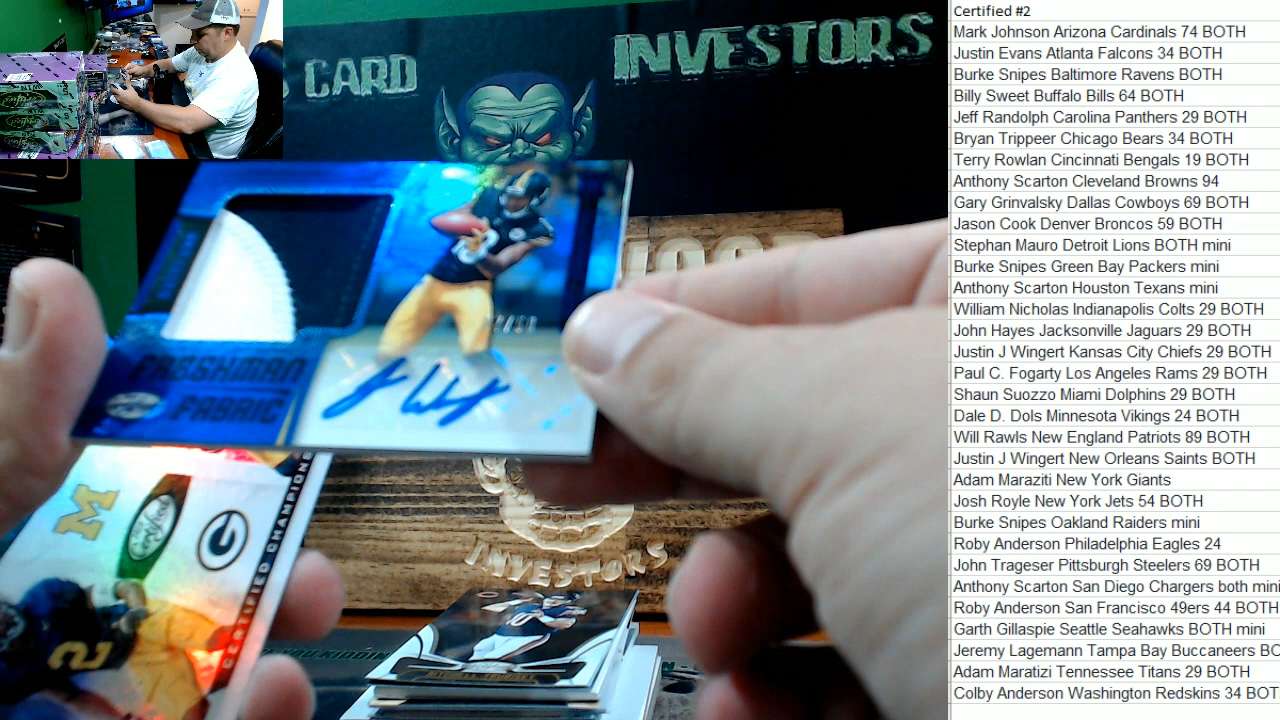 CARD
INVESTORS
FRESHMAN
FABRIC
CERTIFIED CHAMPIONS
M
G
2
INVESTORS
Certified #2
Mark Johnson Arizona Cardinals 74 BOTH
Justin Evans Atlanta Falcons 34 BOTH
Burke Snipes Baltimore Ravens BOTH
Billy Sweet Buffalo Bills 64 BOTH
Jeff Randolph Carolina Panthers 29 BOTH
Bryan Trippeer Chicago Bears 34 BOTH
Terry Rowlan Cincinnati Bengals 19 BOTH
Anthony Scarton Cleveland Browns 94
Gary Grinvalsky Dallas Cowboys 69 BOTH
Jason Cook Denver Broncos 59 BOTH
Stephan Mauro Detroit Lions BOTH mini
Burke Snipes Green Bay Packers mini
Anthony Scarton Houston Texans mini
William Nicholas Indianapolis Colts 29 BOTH
John Hayes Jacksonville Jaguars 29 BOTH
Justin J Wingert Kansas City Chiefs 29 BOTH
Paul C. Fogarty Los Angeles Rams 29 BOTH
Shaun Suozzo Miami Dolphins 29 BOTH
Dale D. Dols Minnesota Vikings 24 BOTH
Will Rawls New England Patriots 89 BOTH
Justin J Wingert New Orleans Saints BOTH
Adam Maraziti New York Giants
Josh Royle New York Jets 54 BOTH
Burke Snipes Oakland Raiders mini
Roby Anderson Philadelphia Eagles 24
John Trageser Pittsburgh Steelers 69 BOTH
Anthony Scarton San Diego Chargers both mini
Roby Anderson San Francisco 49ers 44 BOTH
Garth Gillaspie Seattle Seahawks BOTH mini
Jeremy Lagemann Tampa Bay Buccaneers BO
Adam Maratizi Tennessee Titans 29 BOTH
Colby Anderson Washington Redskins 34 BOT